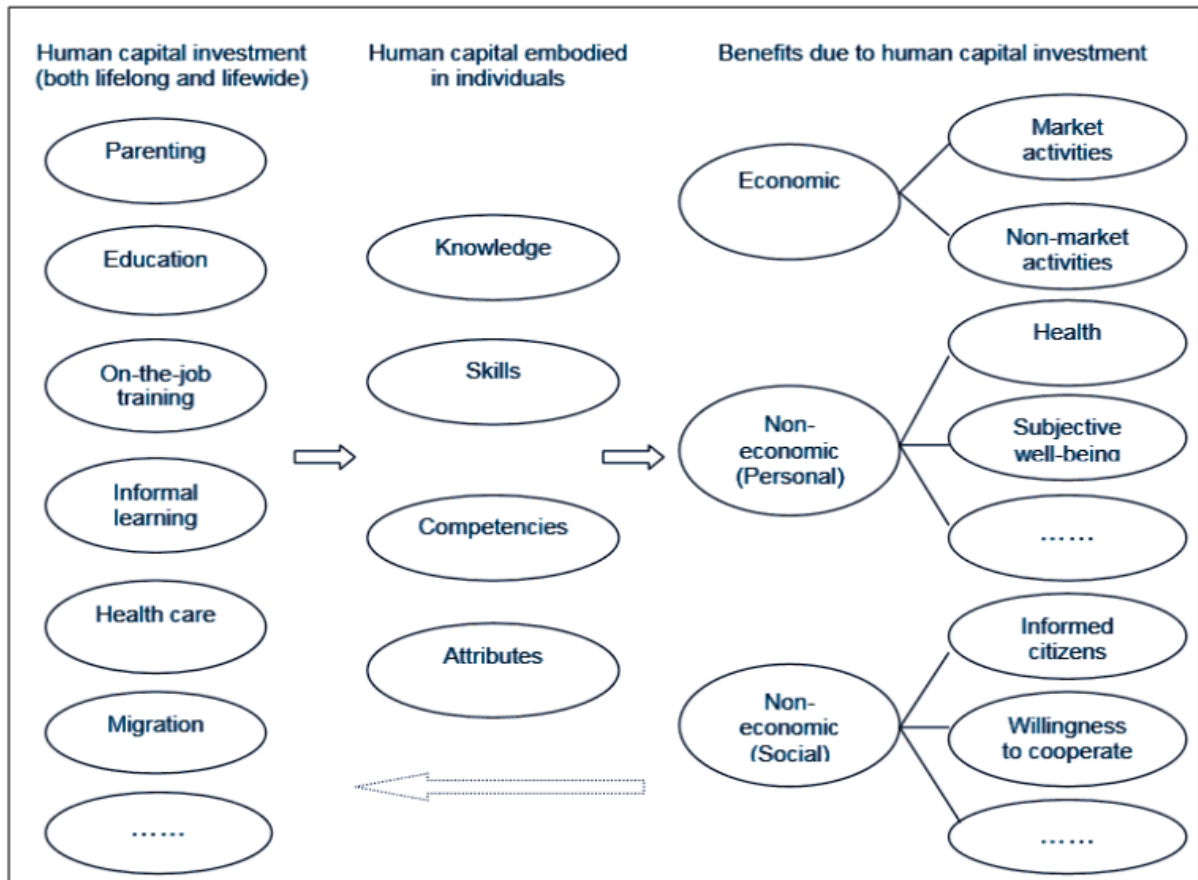 Human capital investment
(both lifelong and lifewide)
Human capital embodied
in individuals
Benefits due to human capital investment
Parenting
Education
On-the-job
training
Informal
learning
Health care
Migration
……
Knowledge
Skills
Competencies
Attributes
Economic
Market
activities
Non-market
activities
Non-
economic
(Personal)
Health
Subjective
well-being
……
Non-
economic
(Social)
Informed
citizens
Willingness
to cooperate
……